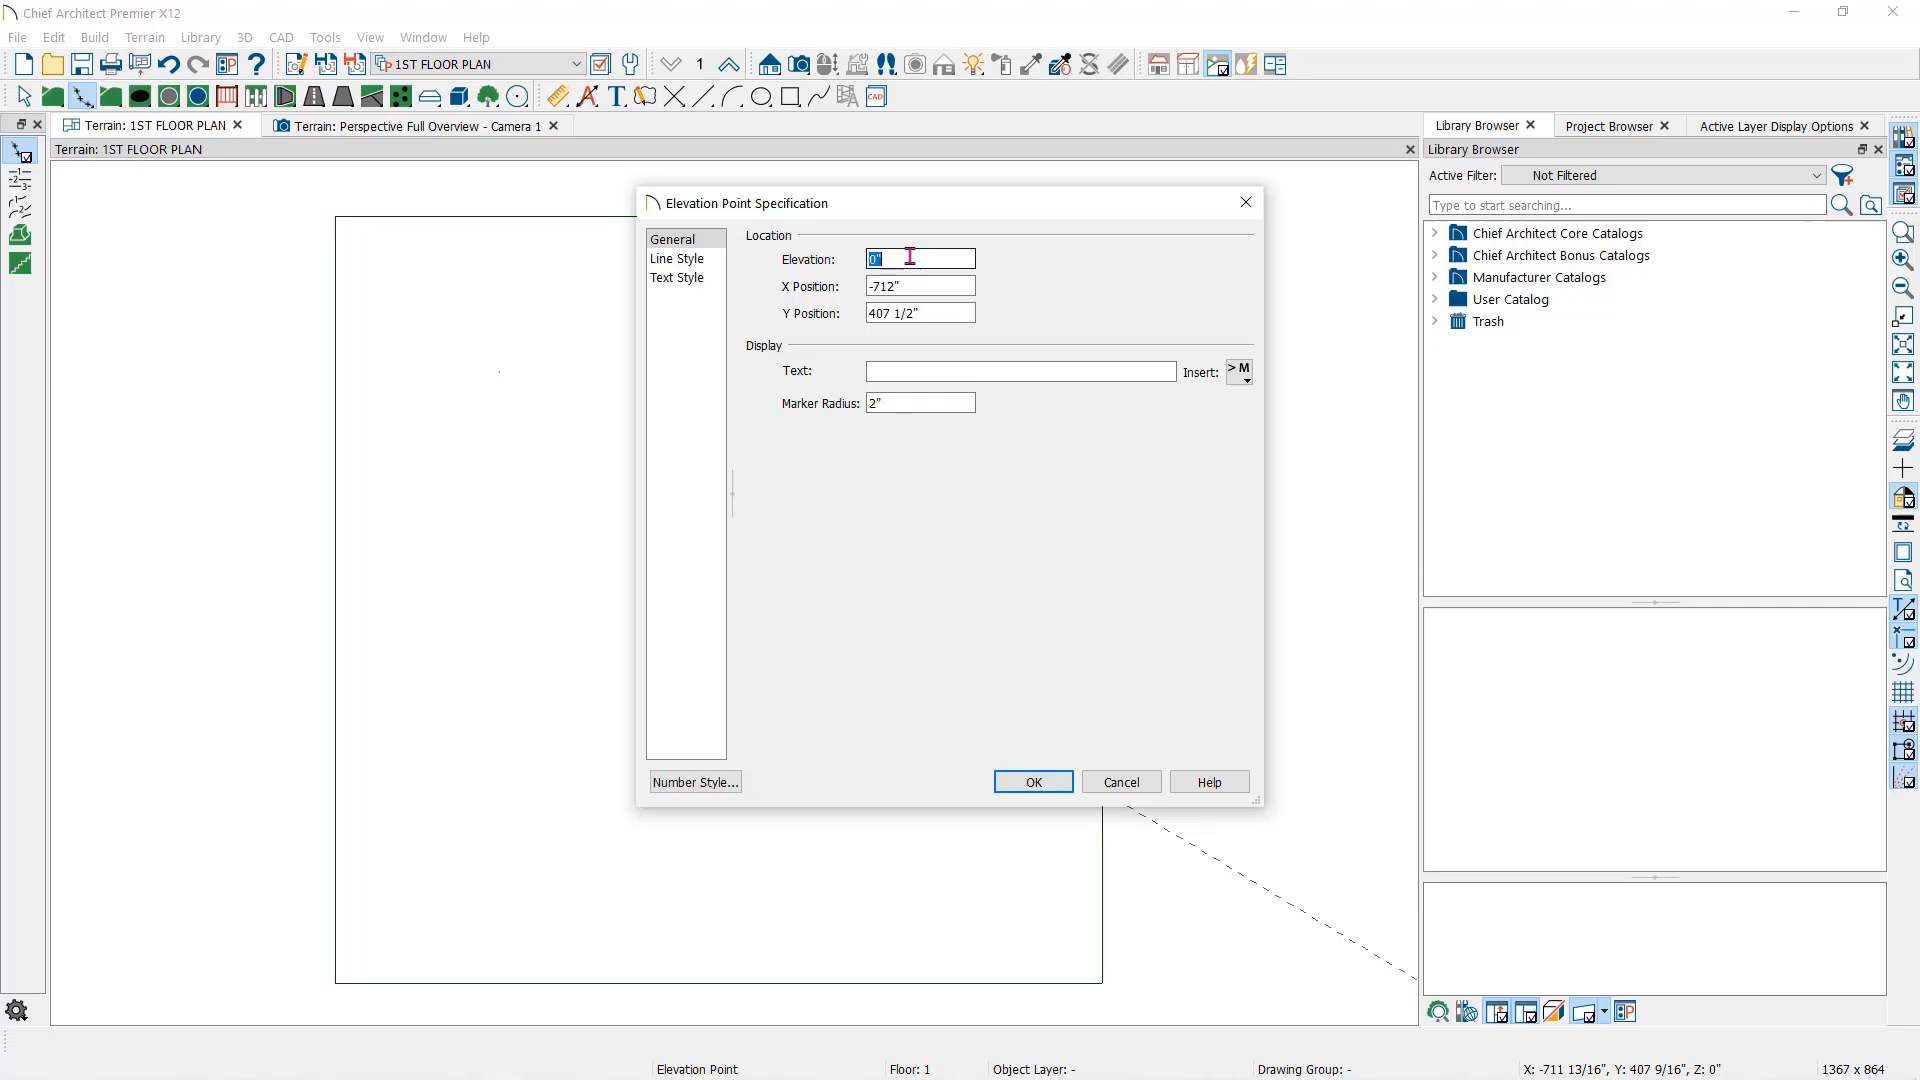 Chief Architect Premier X12
File Edit Build Terrain Library 3D CAD Tools View Window Help
1ST FLOOR PLAN 1
T CAD
Terrain: 1ST FLOOR PLAN Terrain: Perspective Full Overview - Camera 1
Terrain: 1ST FLOOR PLAN
Library Browser Project Browser Active Layer Display Options
Library Browser
Active Filter: Not Filtered
Type to start searching...
Chief Architect Core Catalogs
Chief Architect Bonus Catalogs
Manufacturer Catalogs
User Catalog
Trash
Elevation Point Specification
General
Line Style
Text Style
Location
Elevation: 0"
X Position: -712"
Y Position: 407 1/2"
Display
Text: Insert: > M
Marker Radius: 2"
Number Style... OK Cancel Help
Elevation Point Floor: 1 Object Layer: - Drawing Group: - X: -711 13/16", Y: 407 9/16", Z: 0" 1367 x 864